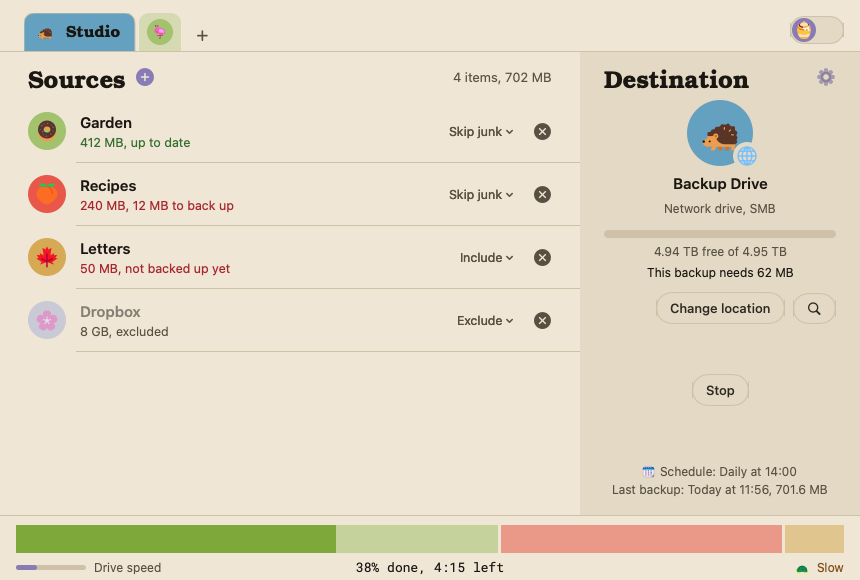 Studio
+
Sources
4 items, 702 MB
Garden
412 MB, up to date
Skip junk
Recipes
240 MB, 12 MB to back up
Skip junk
Letters
50 MB, not backed up yet
Include
Dropbox
8 GB, excluded
Exclude
Destination
Backup Drive
Network drive, SMB
4.94 TB free of 4.95 TB
This backup needs 62 MB
Change location
Stop
Schedule: Daily at 14:00
Last backup: Today at 11:56, 701.6 MB
Drive speed
38% done, 4:15 left
Slow